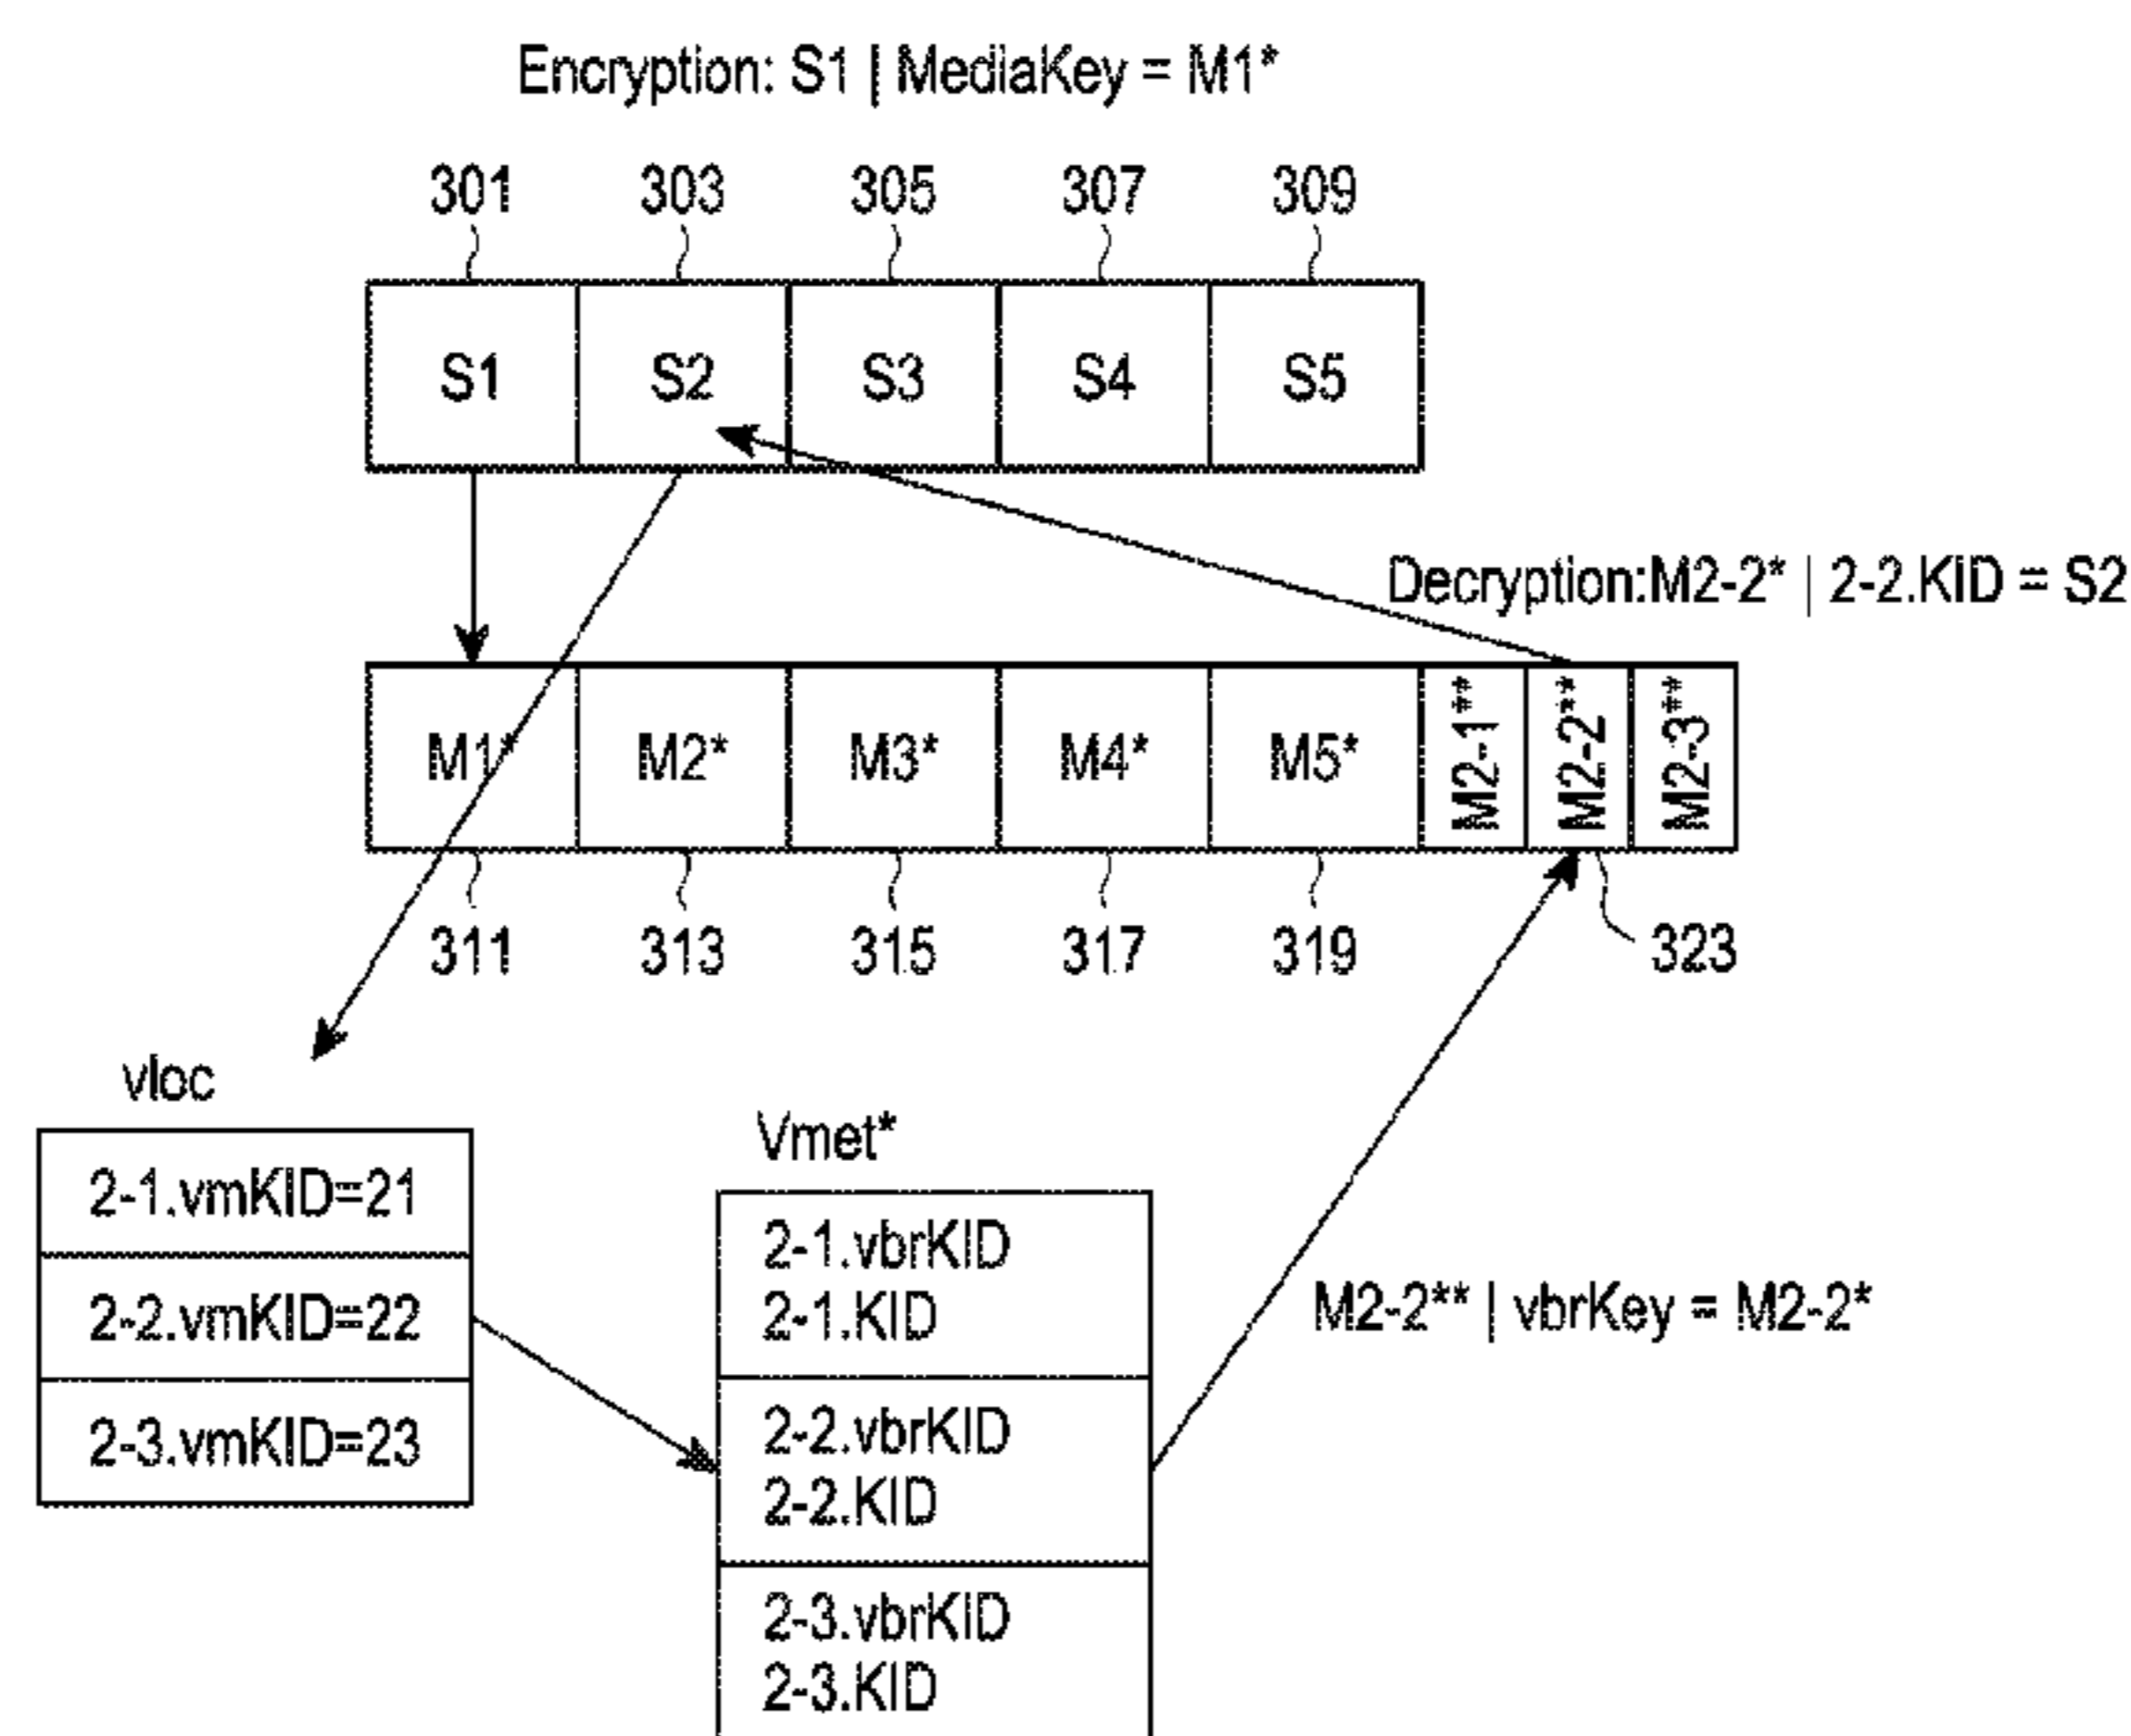 Encryption: S1 | MediaKey = M1*
301 303 305 307 309
S1 S2 S3 S4 S5
Decryption:M2-2* | 2-2.KID = S2
M1* M2* M3* M4* M5* M2-1** M2-2** M2-3**
311 313 315 317 319 323
vloc
2-1.vmKID=21
2-2.vmKID=22
2-3.vmKID=23
Vmet*
2-1.vbrKID
2-1.KID
2-2.vbrKID
2-2.KID
2-3.vbrKID
2-3.KID
M2-2** | vbrKey = M2-2*